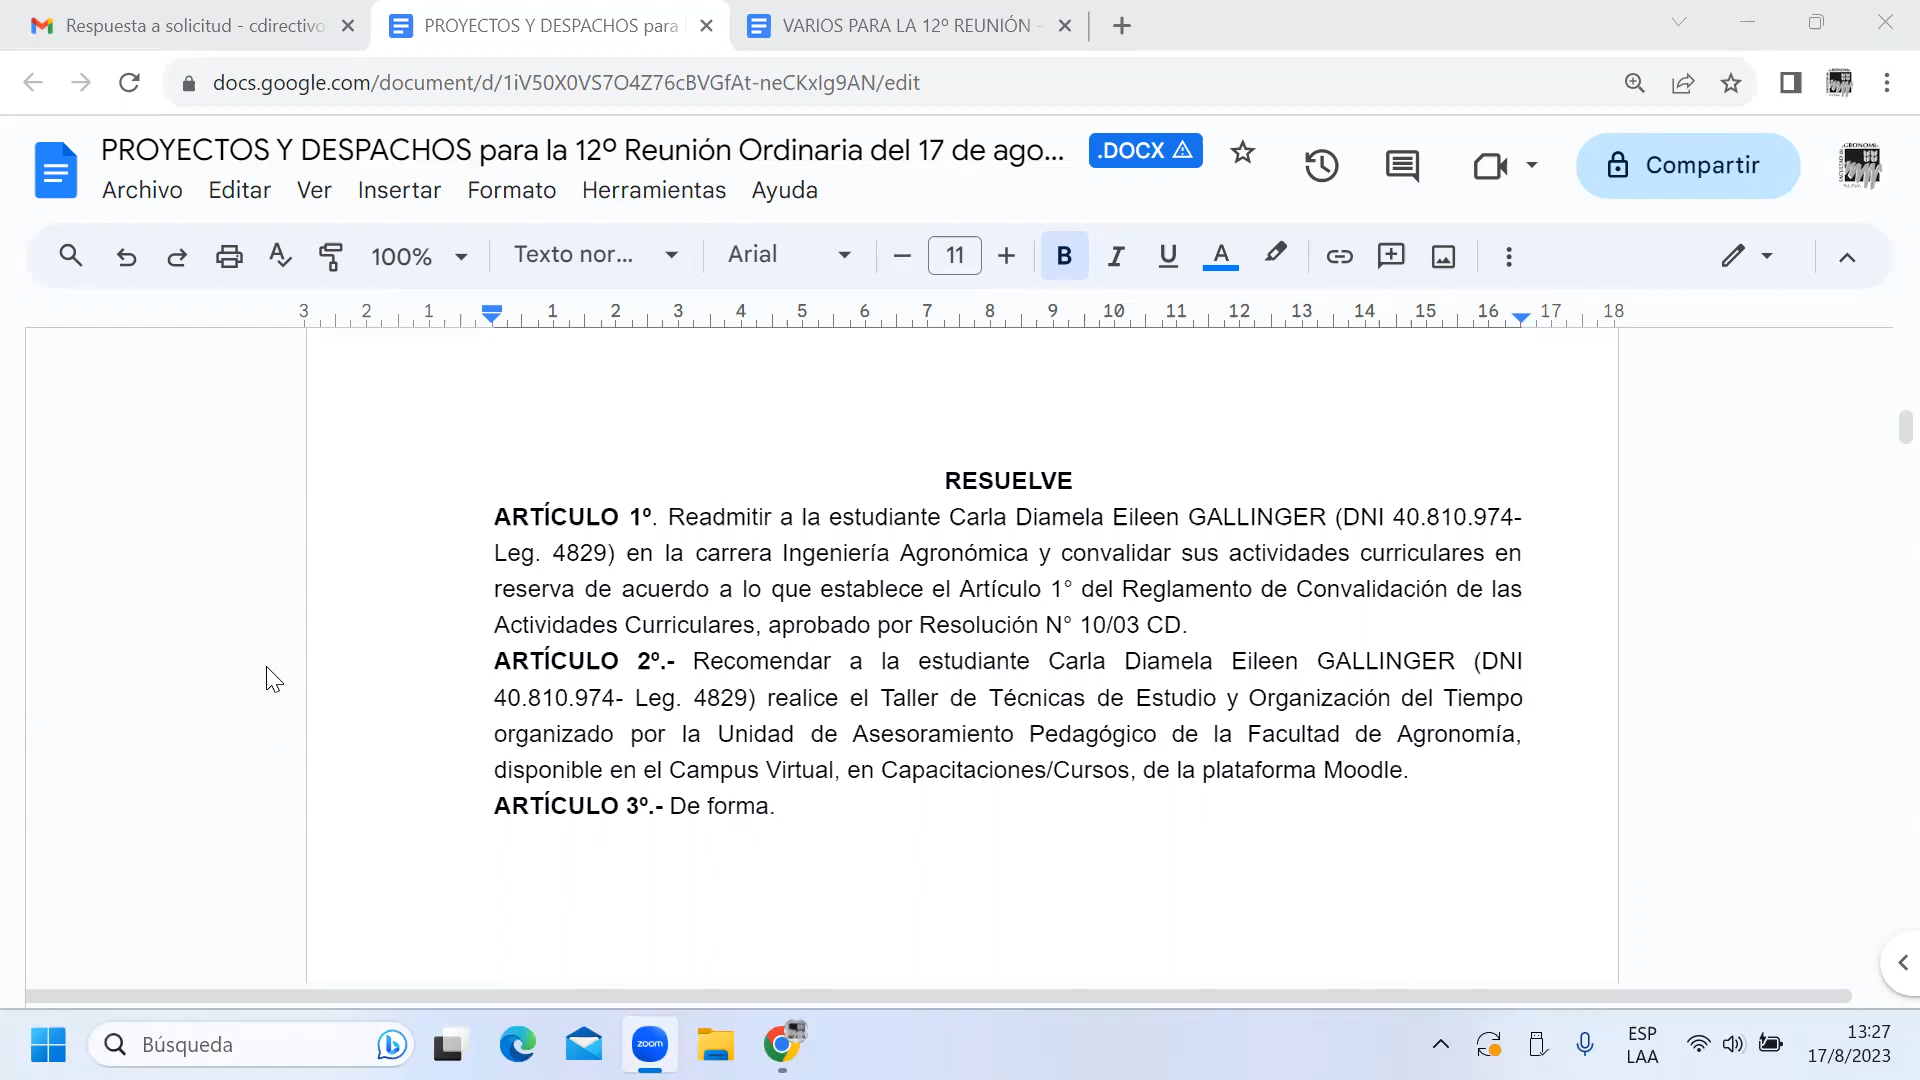 Respuesta a solicitud - cdirectivo
PROYECTOS Y DESPACHOS para
VARIOS PARA LA 12º REUNIÓN -
docs.google.com/document/d/1iV50X0VS7O4Z76cBVGfAt-neCKxIg9AN/edit
PROYECTOS Y DESPACHOS para la 12º Reunión Ordinaria del 17 de ago...
.DOCX
Compartir
Archivo Editar Ver Insertar Formato Herramientas Ayuda
100% Texto nor... Arial 11 B I U A
3 2 1 1 2 3 4 5 6 7 8 9 10 11 12 13 14 15 16 17 18
RESUELVE
ARTÍCULO 1º. Readmitir a la estudiante Carla Diamela Eileen GALLINGER (DNI 40.810.974-
Leg. 4829) en la carrera Ingeniería Agronómica y convalidar sus actividades curriculares en
reserva de acuerdo a lo que establece el Artículo 1° del Reglamento de Convalidación de las
Actividades Curriculares, aprobado por Resolución N° 10/03 CD.
ARTÍCULO 2º.- Recomendar a la estudiante Carla Diamela Eileen GALLINGER (DNI
40.810.974- Leg. 4829) realice el Taller de Técnicas de Estudio y Organización del Tiempo
organizado por la Unidad de Asesoramiento Pedagógico de la Facultad de Agronomía,
disponible en el Campus Virtual, en Capacitaciones/Cursos, de la plataforma Moodle.
ARTÍCULO 3º.- De forma.
Búsqueda
zoom
ESP
LAA
13:27
17/8/2023